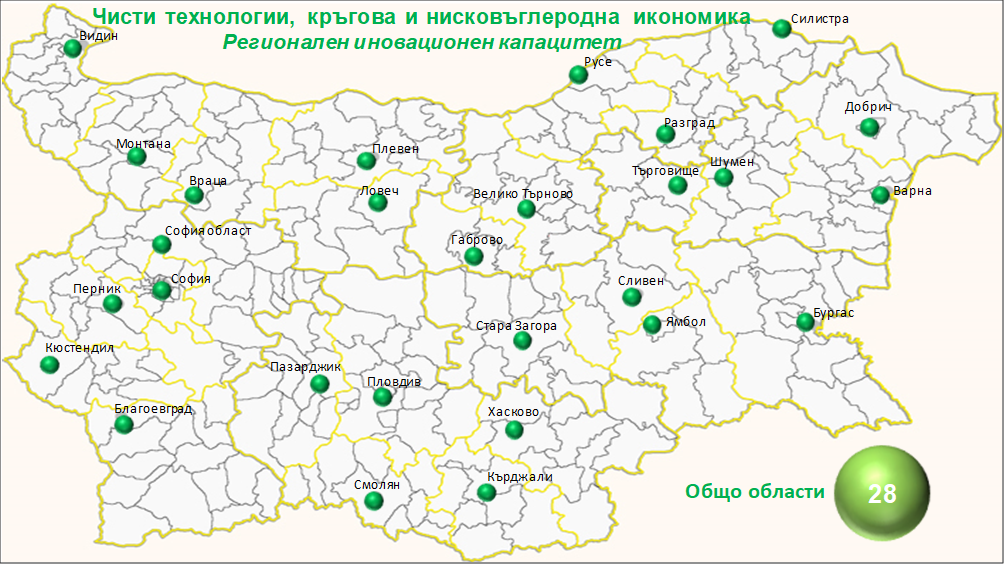 Чисти технологии, кръгова и нисковъглеродна икономика
Регионален иновационен капацитет
Силистра
Видин
Русе
Добрич
Разград
Монтана
Плевен
Шумен
Търговище
Враца
Ловеч
Велико Търново
Варна
София област
Габрово
София
Сливен
Перник
Бургас
Ямбол
Стара Загора
Кюстендил
Пазарджик
Пловдив
Благоевград
Хасково
Кърджали
Смолян
Общо области
28